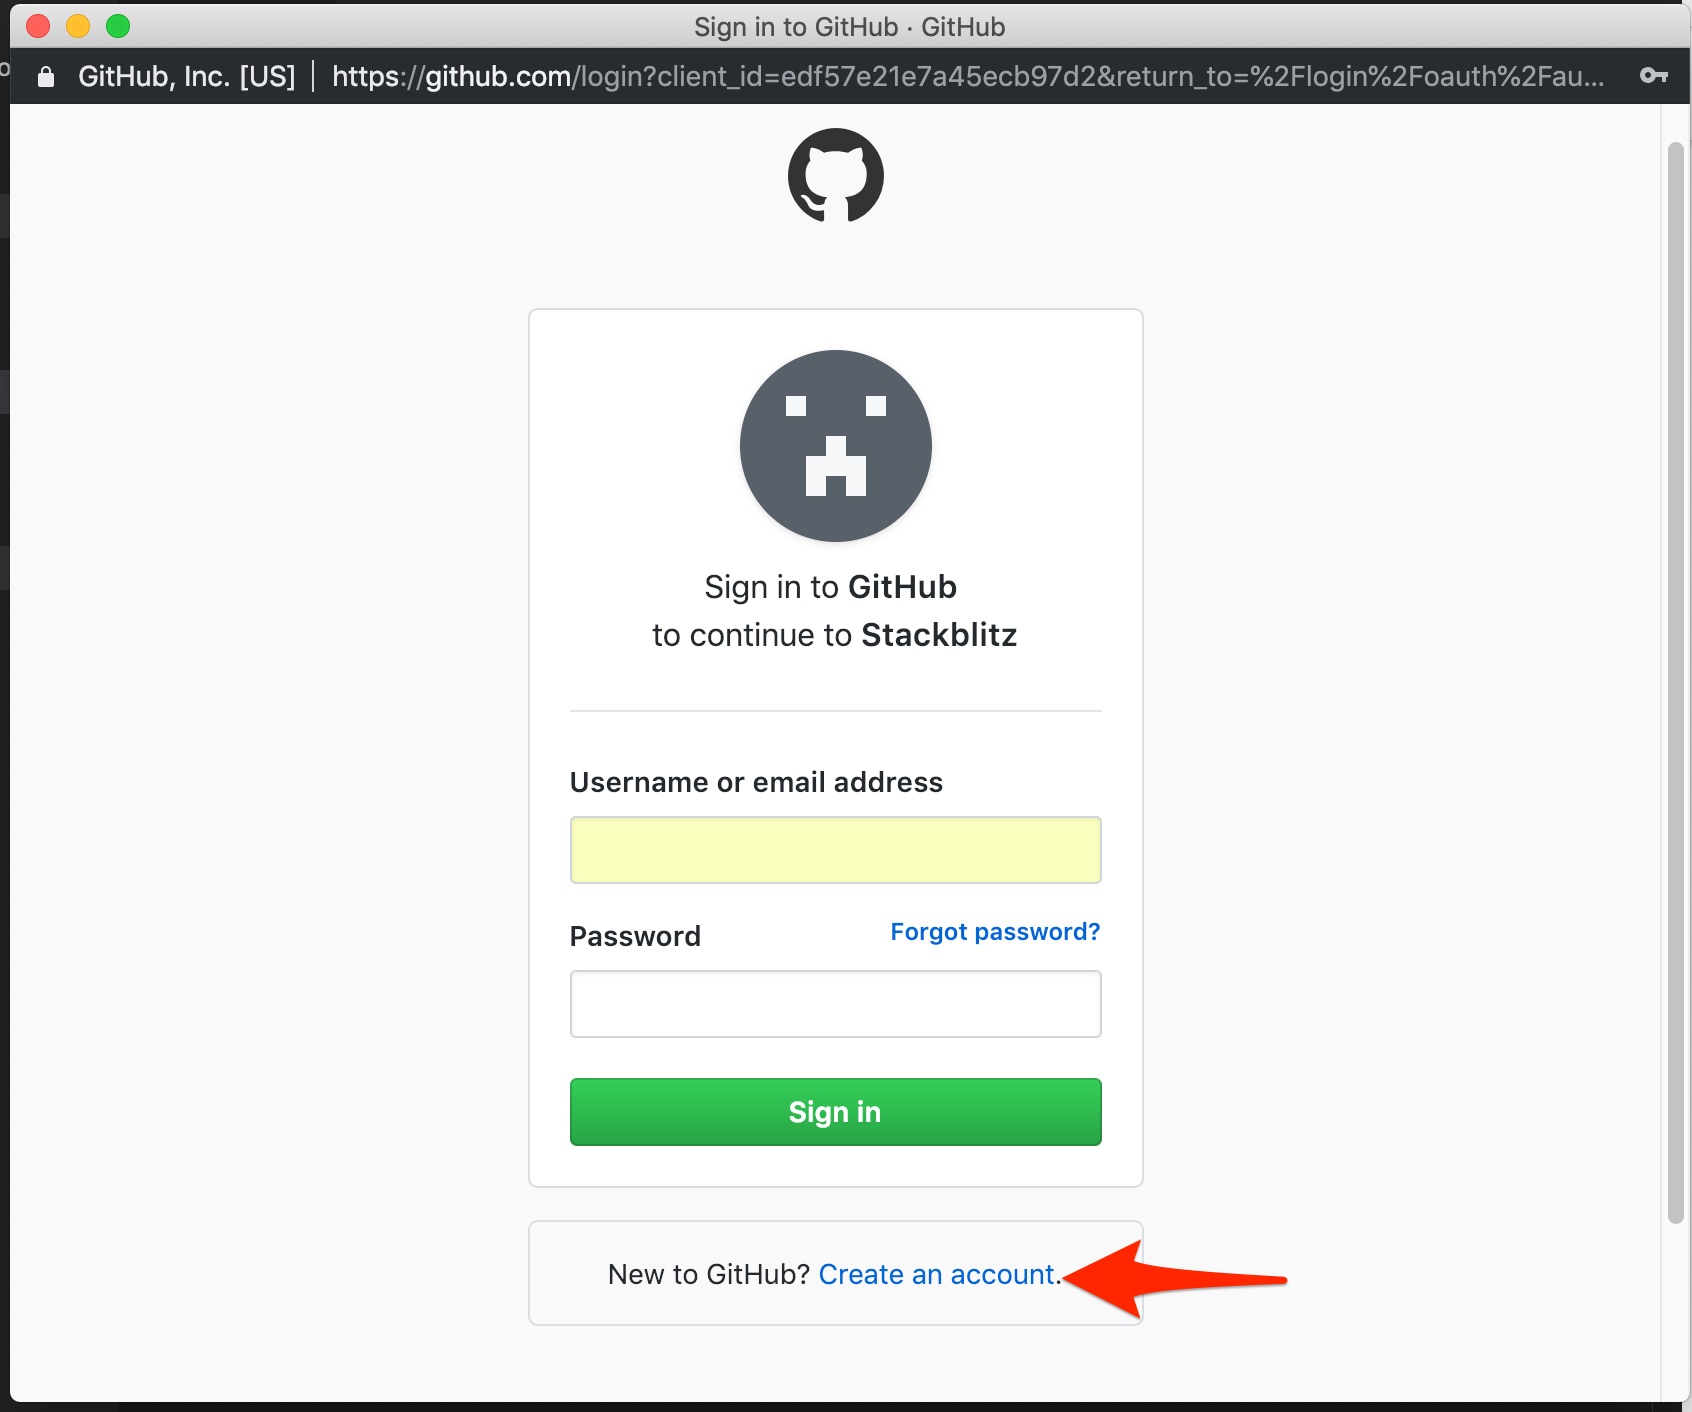 Sign in to GitHub · GitHub
GitHub, Inc. [US] | https://github.com/login?client_id=edf57e21e7a45ecb97d2&return_to=%2Flogin%2Foauth%2Fau...
Sign in to GitHub
to continue to Stackblitz
Username or email address
Password Forgot password?
Sign in
New to GitHub? Create an account.